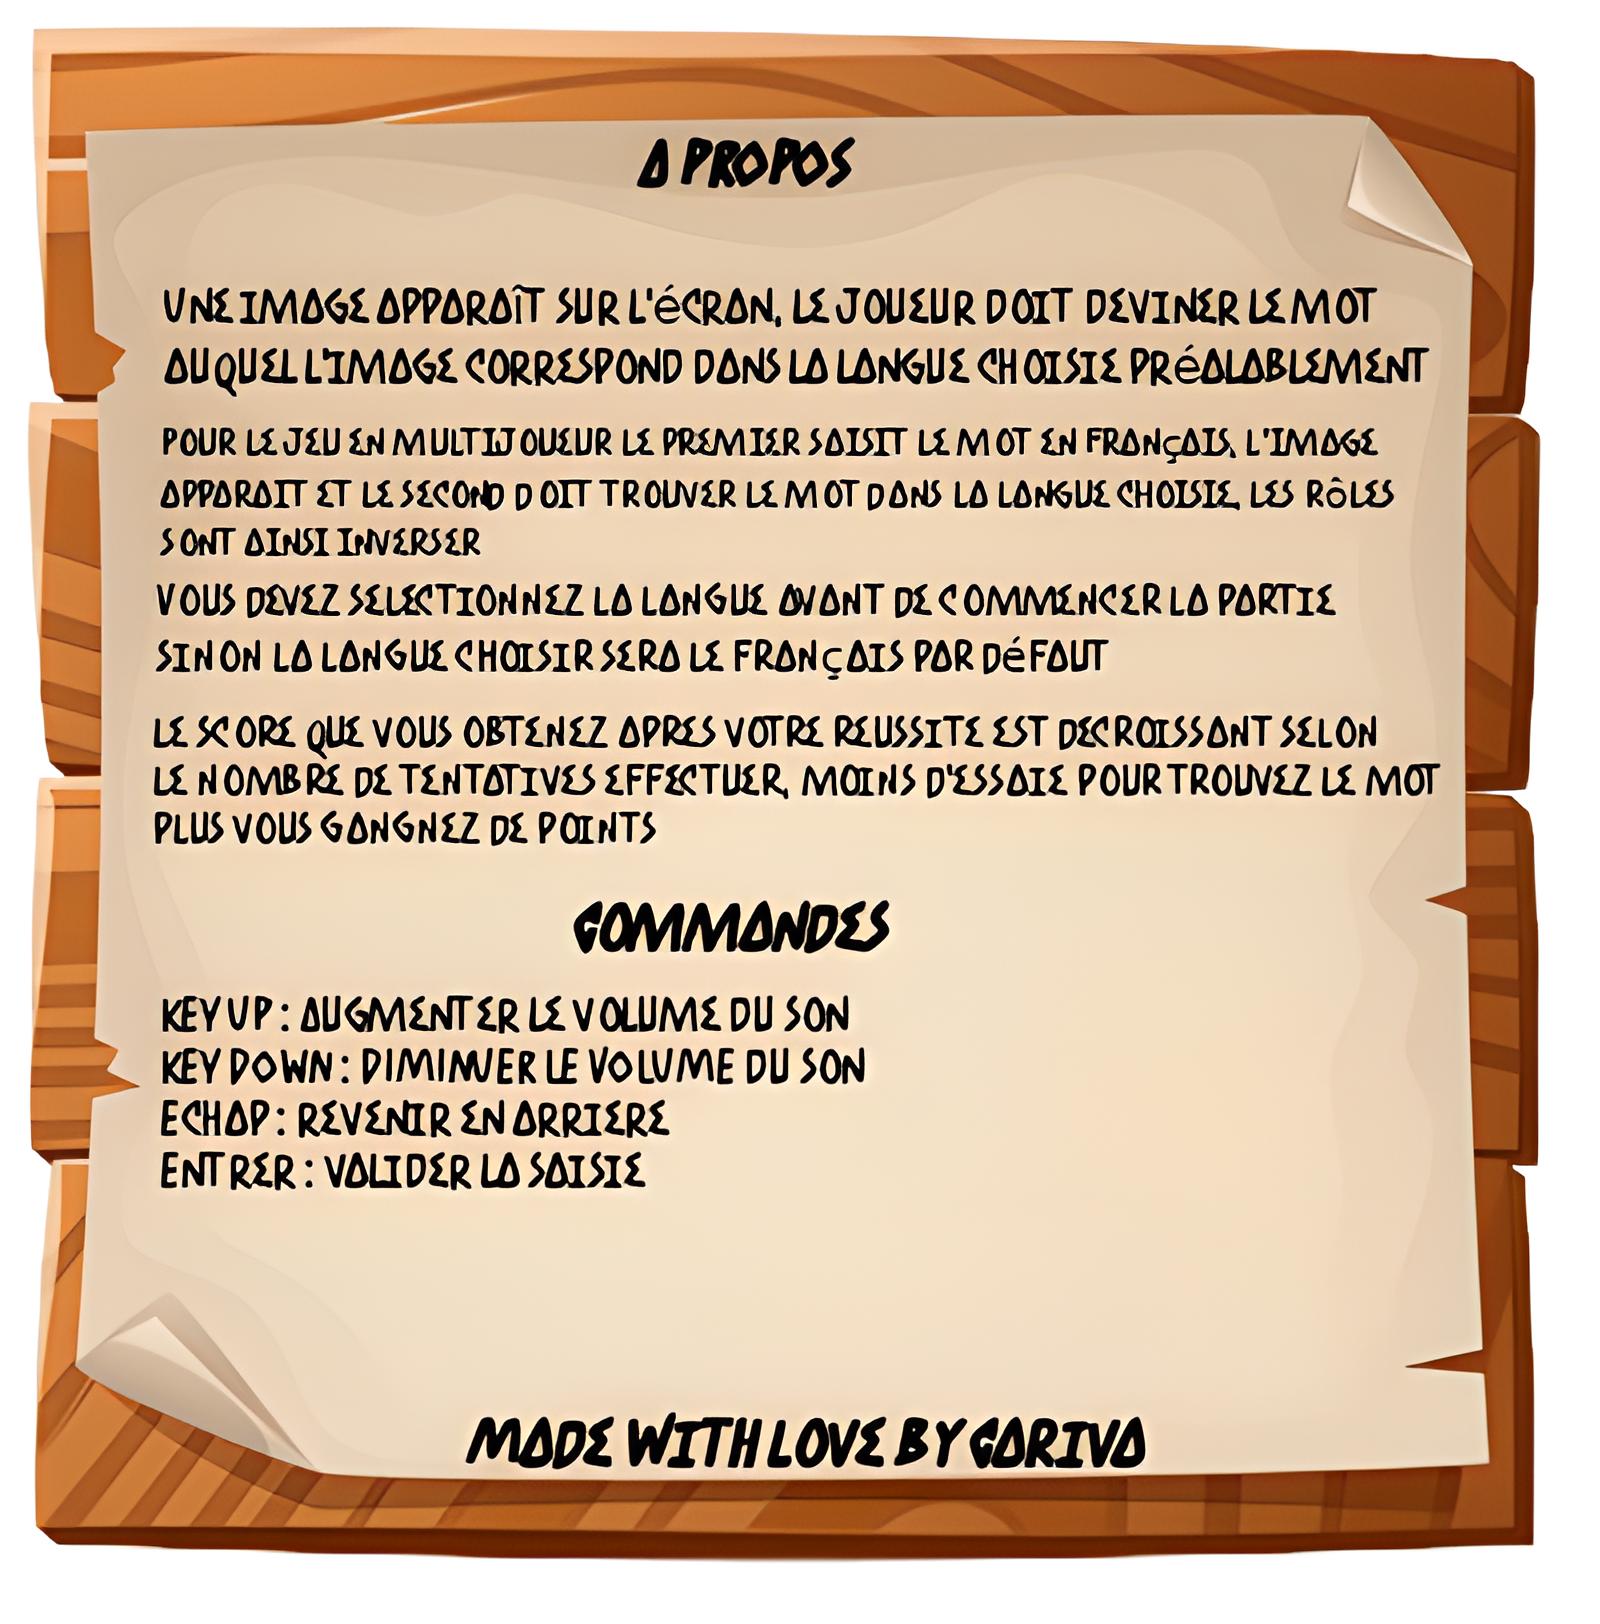 A PROPOS
UNE IMAGE APPARAÎT SUR L'éCRAN, LE JOUEUR DOIT DEVINER LE MOT
AUQUEL L'IMAGE CORRESPOND DANS LA LANGUE CHOISIE PRéALABLEMENT
POUR LE JEU EN MULTIJOUEUR LE PREMIER SAISIT LE MOT EN FRANçAIS, L'IMAGE
APPARAIT ET LE SECOND DOIT TROUVER LE MOT DANS LA LANGUE CHOISIE, LES RôLES
SONT AINSI INVERSER
VOUS DEVEZ SELECTIONNEZ LA LANGUE AVANT DE COMMENCER LA PARTIE
SINON LA LANGUE CHOISIR SERA LE FRANçAIS PAR DéFAUT
LE SCORE QUE VOUS OBTENEZ APRES VOTRE REUSSITE EST DECROISSANT SELON
LE NOMBRE DE TENTATIVES EFFECTUER, MOINS D'ESSAIE POUR TROUVEZ LE MOT
PLUS VOUS GANGNEZ DE POINTS
COMMANDES
KEY UP : AUGMENTER LE VOLUME DU SON
KEY DOWN : DIMINUER LE VOLUME DU SON
ECHAP : REVENIR EN ARRIERE
ENTRER : VALIDER LA SAISIE
MADE WITH LOVE BY GARIVA